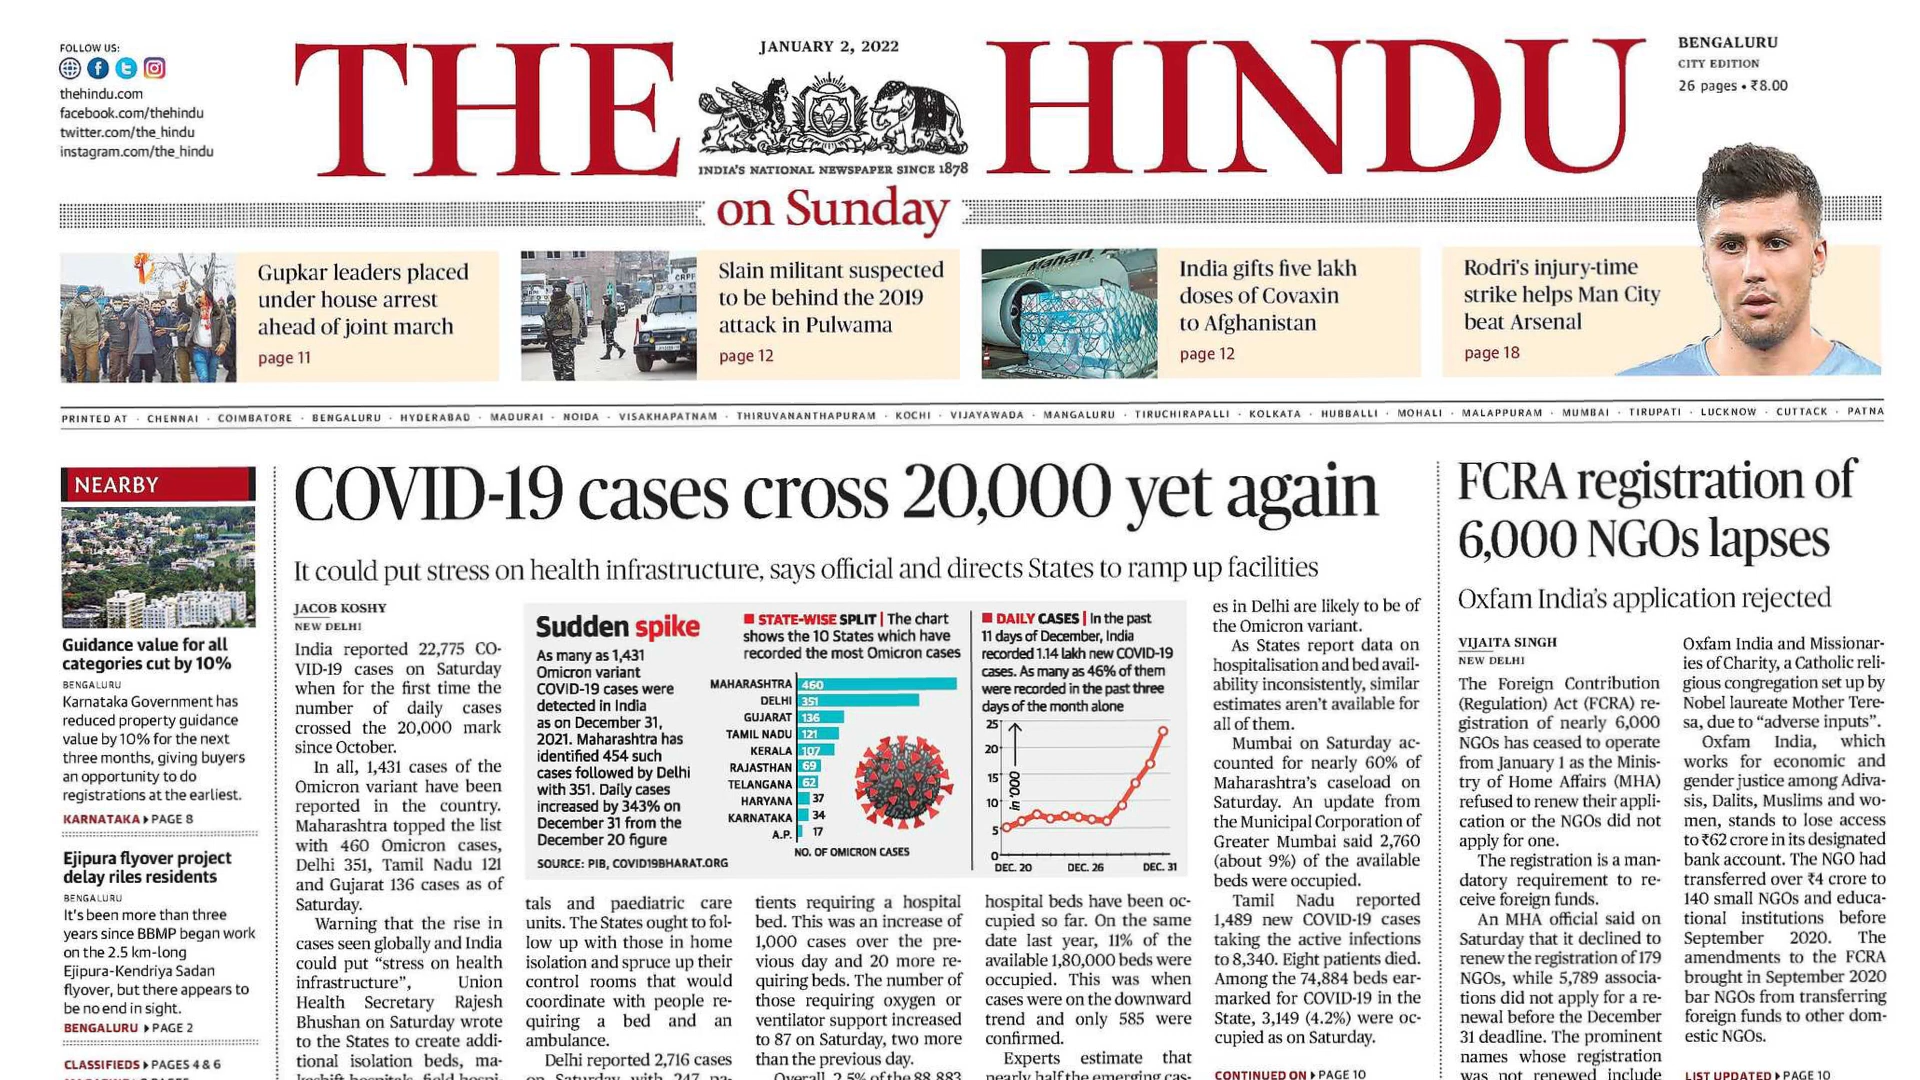 FOLLOW US:
thehindu.com
facebook.com/thehindu
twitter.com/the_hindu
instagram.com/the_hindu
THE HINDU
JANUARY 2, 2022
INDIA'S NATIONAL NEWSPAPER SINCE 1878
on Sunday
BENGALURU
CITY EDITION
26 pages • ₹8.00
Gupkar leaders placed
under house arrest
ahead of joint march
page 11
CRPF
Slain militant suspected
to be behind the 2019
attack in Pulwama
page 12
Mahan
India gifts five lakh
doses of Covaxin
to Afghanistan
page 12
Rodri's injury-time
strike helps Man City
beat Arsenal
page 18
PRINTED AT · CHENNAI · COIMBATORE · BENGALURU · HYDERABAD · MADURAI · NOIDA · VISAKHAPATNAM · THIRUVANANTHAPURAM · KOCHI · VIJAYAWADA · MANGALURU · TIRUCHIRAPALLI · KOLKATA · HUBBALLI · MOHALI · MALAPPURAM · MUMBAI · TIRUPATI · LUCKNOW · CUTTACK · PATNA
NEARBY
Guidance value for all
categories cut by 10%
BENGALURU
Karnataka Government has
reduced property guidance
value by 10% for the next
three months, giving buyers
an opportunity to do
registrations at the earliest.
KARNATAKA ▶ PAGE 8
Ejipura flyover project
delay riles residents
BENGALURU
It's been more than three
years since BBMP began work
on the 2.5 km-long
Ejipura-Kendriya Sadan
flyover, but there appears to
be no end in sight.
BENGALURU ▶ PAGE 2
CLASSIFIEDS ▶ PAGES 4 & 6
COVID-19 cases cross 20,000 yet again
It could put stress on health infrastructure, says official and directs States to ramp up facilities
JACOB KOSHY
NEW DELHI
India reported 22,775 CO-
VID-19 cases on Saturday
when for the first time the
number of daily cases
crossed the 20,000 mark
since October.
In all, 1,431 cases of the
Omicron variant have been
reported in the country.
Maharashtra topped the list
with 460 Omicron cases,
Delhi 351, Tamil Nadu 121
and Gujarat 136 cases as of
Saturday.
Warning that the rise in
cases seen globally and India
could put "stress on health
infrastructure", Union
Health Secretary Rajesh
Bhushan on Saturday wrote
to the States to create addi-
tional isolation beds, ma-
keshift hospitals, field hospi-
Sudden spike
As many as 1,431
Omicron variant
COVID-19 cases were
detected in India
as on December 31,
2021. Maharashtra has
identified 454 such
cases followed by Delhi
with 351. Daily cases
increased by 343% on
December 31 from the
December 20 figure
SOURCE: PIB, COVID19BHARAT.ORG
STATE-WISE SPLIT | The chart
shows the 10 States which have
recorded the most Omicron cases
MAHARASHTRA 460
DELHI 351
GUJARAT 136
TAMIL NADU 121
KERALA 107
RAJASTHAN 69
TELANGANA 62
HARYANA 37
KARNATAKA 34
A.P. 17
NO. OF OMICRON CASES
DAILY CASES | In the past
11 days of December, India
recorded 1.14 lakh new COVID-19
cases. As many as 46% of them
were recorded in the past three
days of the month alone
25
20
15
10
5
0
in '000
DEC. 20 DEC. 26 DEC. 31
tals and paediatric care
units. The States ought to fol-
low up with those in home
isolation and spruce up their
control rooms that would
coordinate with people re-
quiring a bed and an
ambulance.
Delhi reported 2,716 cases
on Saturday with 247 pa-
tients requiring a hospital
bed. This was an increase of
1,000 cases over the pre-
vious day and 20 more re-
quiring beds. The number of
those requiring oxygen or
ventilator support increased
to 87 on Saturday, two more
than the previous day.
Overall, 2.5% of the 88,883
hospital beds have been oc-
cupied so far. On the same
date last year, 11% of the
available 1,80,000 beds were
occupied. This was when
cases were on the downward
trend and only 585 were
confirmed.
Experts estimate that
nearly half the emerging cas-
es in Delhi are likely to be of
the Omicron variant.
As States report data on
hospitalisation and bed avail-
ability inconsistently, similar
estimates aren't available for
all of them.
Mumbai on Saturday ac-
counted for nearly 60% of
Maharashtra's caseload on
Saturday. An update from
the Municipal Corporation of
Greater Mumbai said 2,760
(about 9%) of the available
beds were occupied.
Tamil Nadu reported
1,489 new COVID-19 cases
taking the active infections
to 8,340. Eight patients died.
Among the 74,884 beds ear-
marked for COVID-19 in the
State, 3,149 (4.2%) were oc-
cupied as on Saturday.
CONTINUED ON ▶ PAGE 10
FCRA registration of
6,000 NGOs lapses
Oxfam India's application rejected
VIJAITA SINGH
NEW DELHI
The Foreign Contribution
(Regulation) Act (FCRA) re-
gistration of nearly 6,000
NGOs has ceased to operate
from January 1 as the Minis-
try of Home Affairs (MHA)
refused to renew their appli-
cation or the NGOs did not
apply for one.
The registration is a man-
datory requirement to re-
ceive foreign funds.
An MHA official said on
Saturday that it declined to
renew the registration of 179
NGOs, while 5,789 associa-
tions did not apply for a re-
newal before the December
31 deadline. The prominent
names whose registration
was not renewed include
Oxfam India and Missionar-
ies of Charity, a Catholic reli-
gious congregation set up by
Nobel laureate Mother Tere-
sa, due to "adverse inputs".
Oxfam India, which
works for economic and
gender justice among Adiva-
sis, Dalits, Muslims and wo-
men, stands to lose access
to ₹62 crore in its designated
bank account. The NGO had
transferred over ₹4 crore to
140 small NGOs and educa-
tional institutions before
September 2020. The
amendments to the FCRA
brought in September 2020
bar NGOs from transferring
foreign funds to other dom-
estic NGOs.
LIST UPDATED ▶ PAGE 10